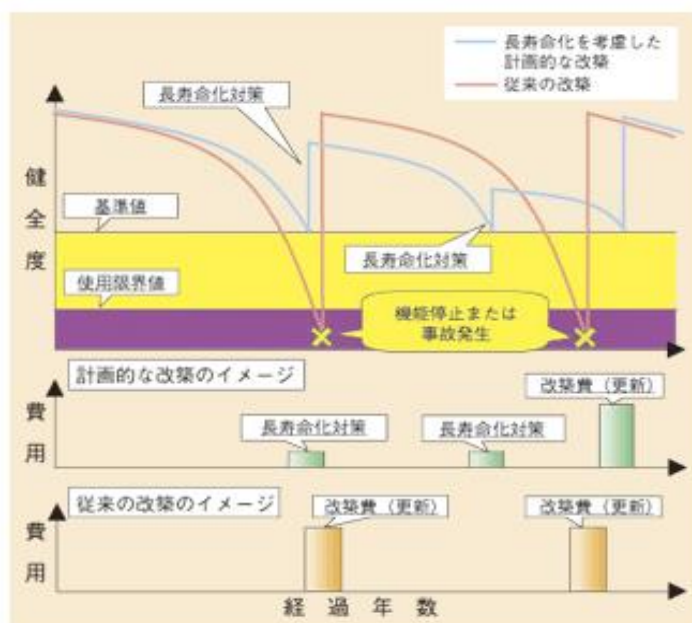 長寿命化を考慮した
計画的な改築
従来の改築
長寿命化対策
健全度
基準値
長寿命化対策
使用限界値
機能停止または
事故発生
計画的な改築のイメージ
費用
長寿命化対策
長寿命化対策
改築費（更新）
従来の改築のイメージ
費用
改築費（更新）
改築費（更新）
経過年数